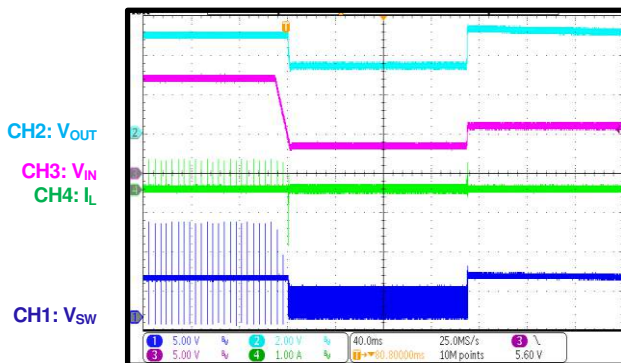 CH2: VOUT
CH3: VIN
CH4: IL
CH1: VSW
T
2
3
4
1
1 5.00 V 2 2.00 V
3 5.00 V 4 1.00 A
40.0ms 25.0MS/s 3
T→▼80.80000ms 10M points 5.60 V